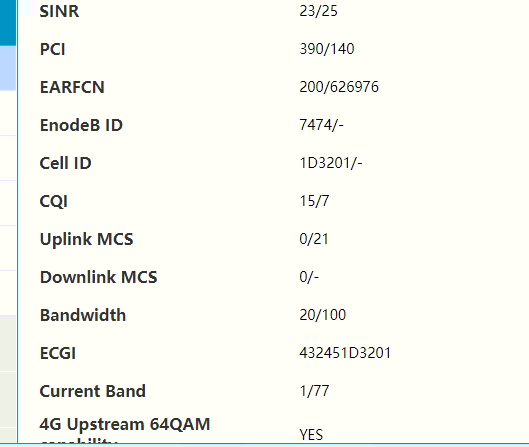 SINR 23/25
PCI 390/140
EARFCN 200/626976
EnodeB ID 7474/-
Cell ID 1D3201/-
CQI 15/7
Uplink MCS 0/21
Downlink MCS 0/-
Bandwidth 20/100
ECGI 432451D3201
Current Band 1/77
4G Upstream 64QAM YES
capability